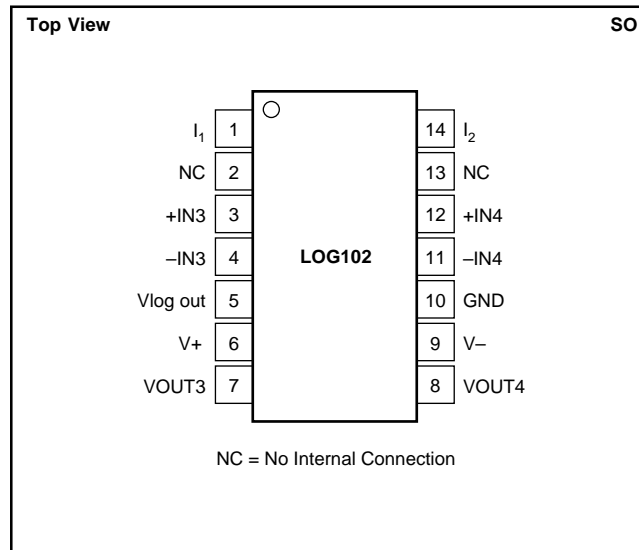 Top View SO
I1 1 14 I2
NC 2 13 NC
+IN3 3 12 +IN4
–IN3 4 LOG102 11 –IN4
Vlog out 5 10 GND
V+ 6 9 V–
VOUT3 7 8 VOUT4
NC = No Internal Connection